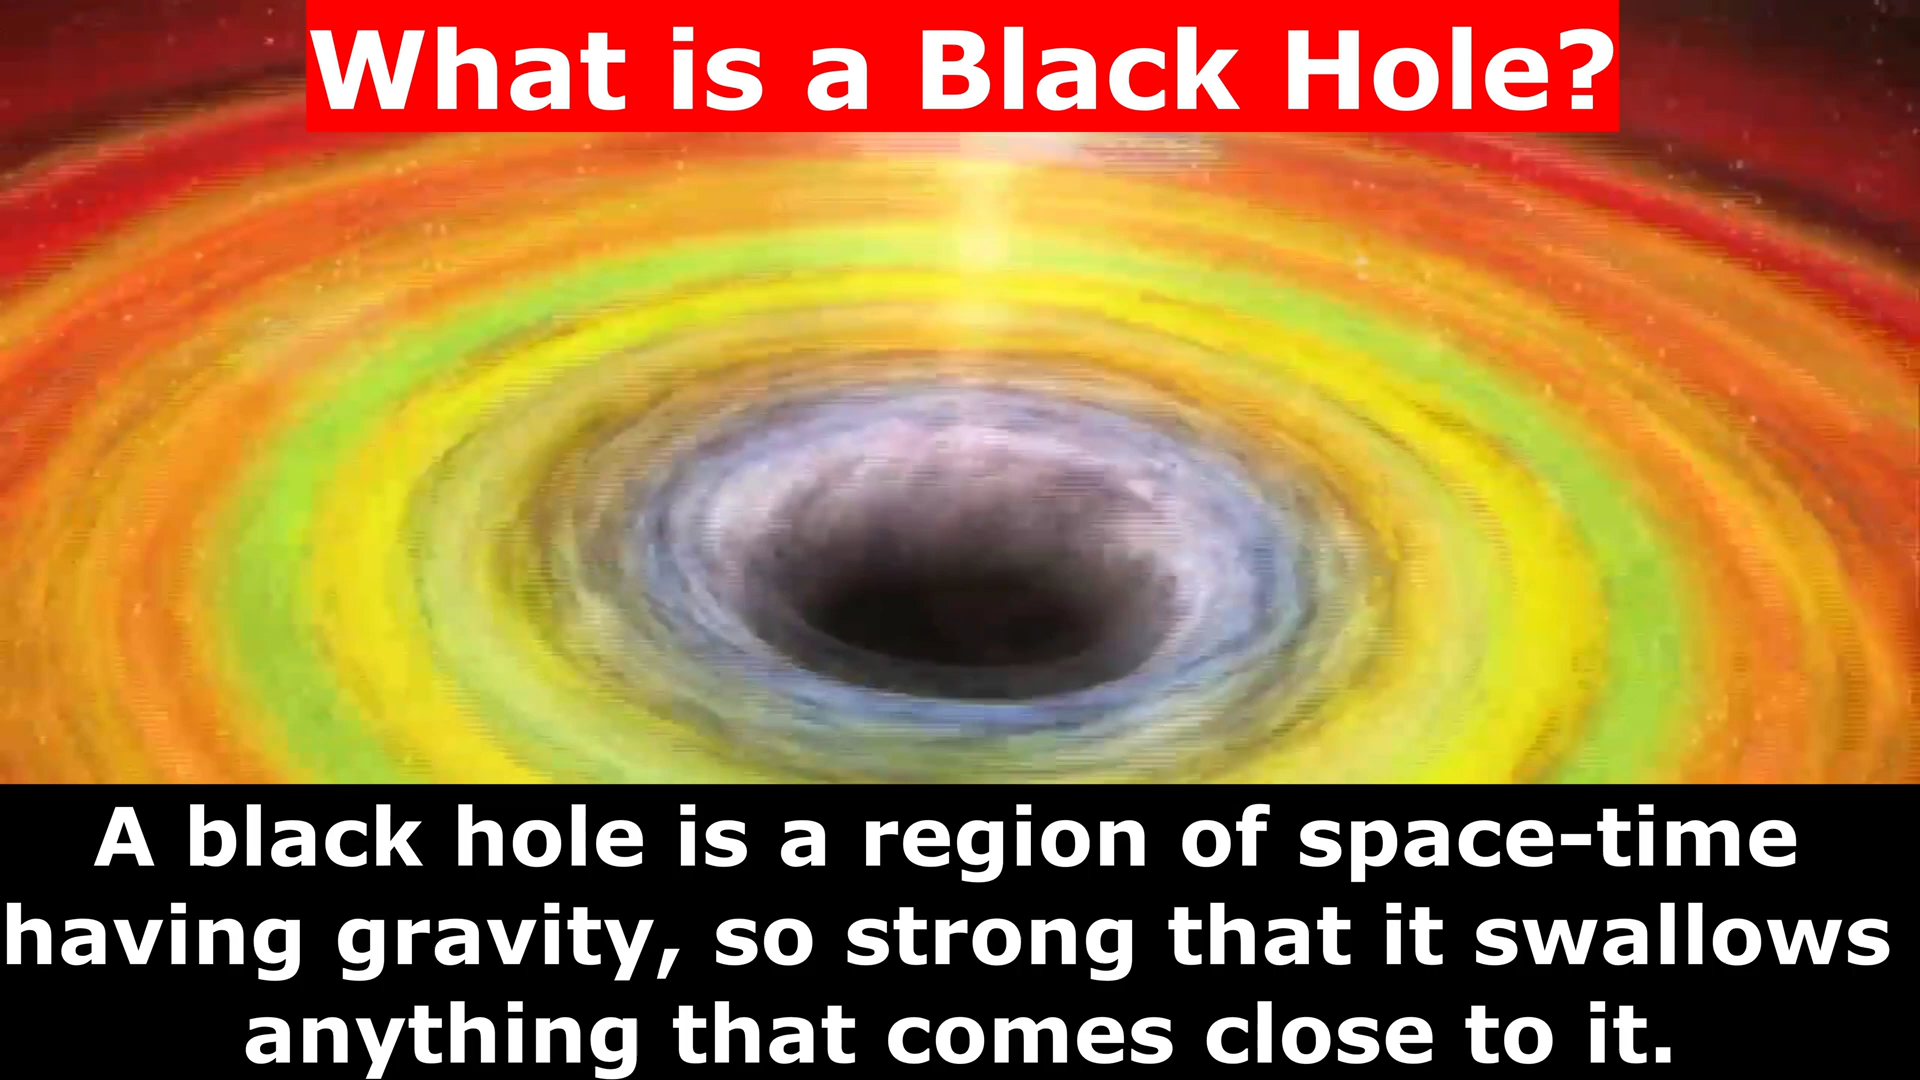 What is a Black Hole?
A black hole is a region of space-time
having gravity, so strong that it swallows
anything that comes close to it.